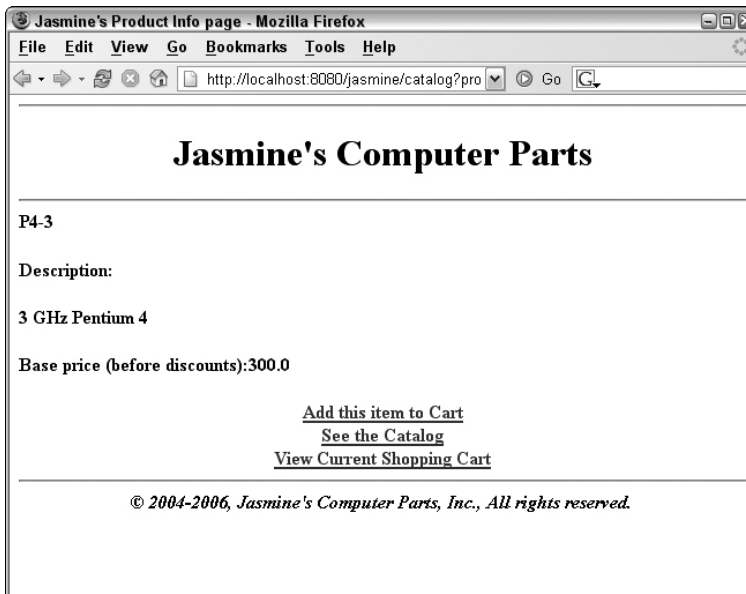 Jasmine's Product Info page - Mozilla Firefox
File Edit View Go Bookmarks Tools Help
http://localhost:8080/jasmine/catalog?pro Go G
Jasmine's Computer Parts
P4-3
Description:
3 GHz Pentium 4
Base price (before discounts):300.0
Add this item to Cart
See the Catalog
View Current Shopping Cart
© 2004-2006, Jasmine's Computer Parts, Inc., All rights reserved.